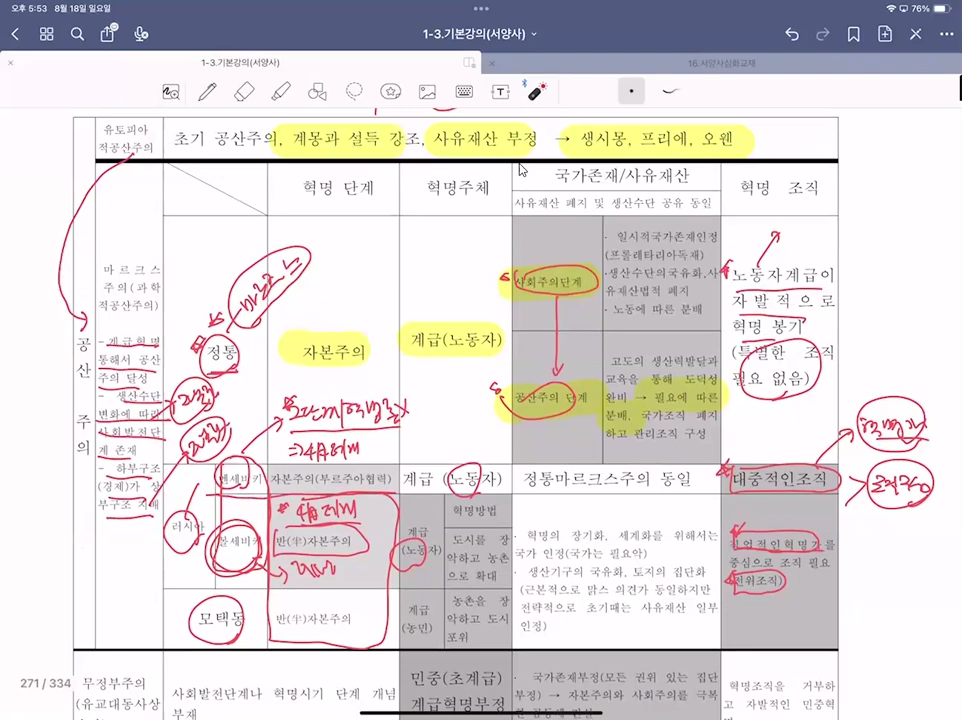 오후 5:53 8월 18일 일요일
76%
1-3.기본강의(서양사)
1-3.기본강의(서양사)
16.서양사심화교재
유토피아
적공산주의
초기 공산주의, 계몽과 설득 강조, 사유재산 부정 → 생시몽, 프리에, 오웬
혁명 단계
혁명주체
국가존재/사유재산
사유재산 폐지 및 생산수단 공유 동일
혁명 조직
공산주의
마르크스
주의(과학
적공산주의)
- 계급혁명
통해서 공산
주의 달성
- 생산수단
변화에 따라
사회발전단
계 존재
- 하부구조
(경제)가 상
부구조 지배
정통
마르크스
자본주의
계급(노동자)
사회주의단계
· 일시적국가존재인정
(프롤레타리아독재)
·생산수단의국유화,사
유재산법적 폐지
· 노동에 따른 분배
공산주의 단계
고도의 생산력발달과
교육을 통해 도덕성
완비 → 필요에 따른
분배, 국가조직 폐지
하고 관리조직 구성
노동자계급이
자발적으로
혁명 봉기
(특별한 조직
필요 없음)
러시아
멘셰비키
자본주의(부르주아협력)
계급 (노동자)
정통마르크스주의 동일
대중적인조직
볼셰비키
반(半)자본주의
계급
(노동자)
혁명방법
도시를 장
악하고 농촌
으로 확대
· 혁명의 장기화, 세계화를 위해서는
국가 인정(국가는 필요악)
· 생산기구의 국유화, 토지의 집단화
(근본적으로 맑스 의견가 동일하지만
전략적으로 초기때는 사유재산 일부
인정)
직업적인혁명가를
중심으로 조직 필요
(전위조직)
모택동
반(半)자본주의
계급
(농민)
농촌을 장
악하고 도시
포위
271 / 334
무정부주의
(유교대동사상
사회발전단계나 혁명시기 단계 개념
부재
민중(초계급)
계급혁명부정
· 국가존재부정(모든 권위 있는 집단
부정) → 자본주의와 사회주의를 극복
혁명조직을 거부하
고 자발적인 민중혁